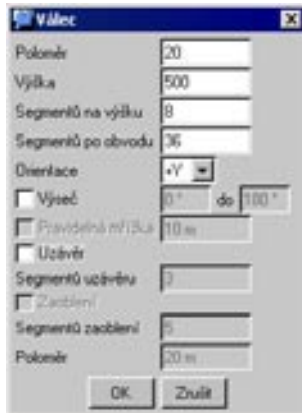 Válec
Poloměr 20
Výška 500
Segmentů na výšku 8
Segmentů po obvodu 36
Orientace +Y
Výseč 0 ° do 180 °
Pravidelná mřížka 10 m
Uzávěr
Segmentů uzávěru 3
Zaoblení
Segmentů zaoblení 5
Poloměr 20 m
OK Zrušit